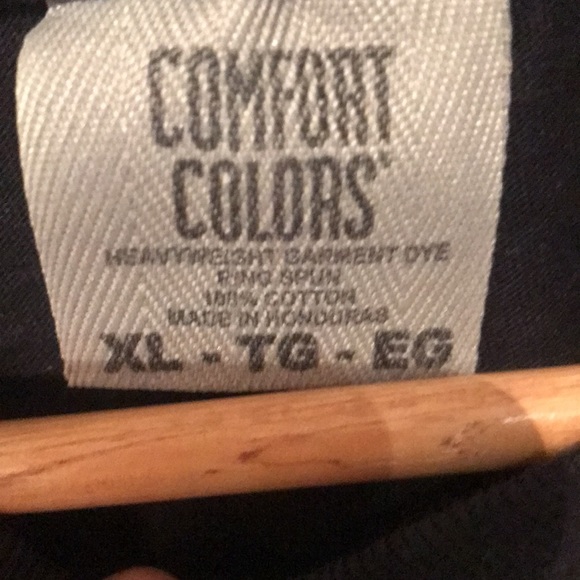 COMFORT
COLORS®
HEAVYWEIGHT GARMENT DYE
RING SPUN
100% COTTON
MADE IN HONDURAS
XL - TG - EG